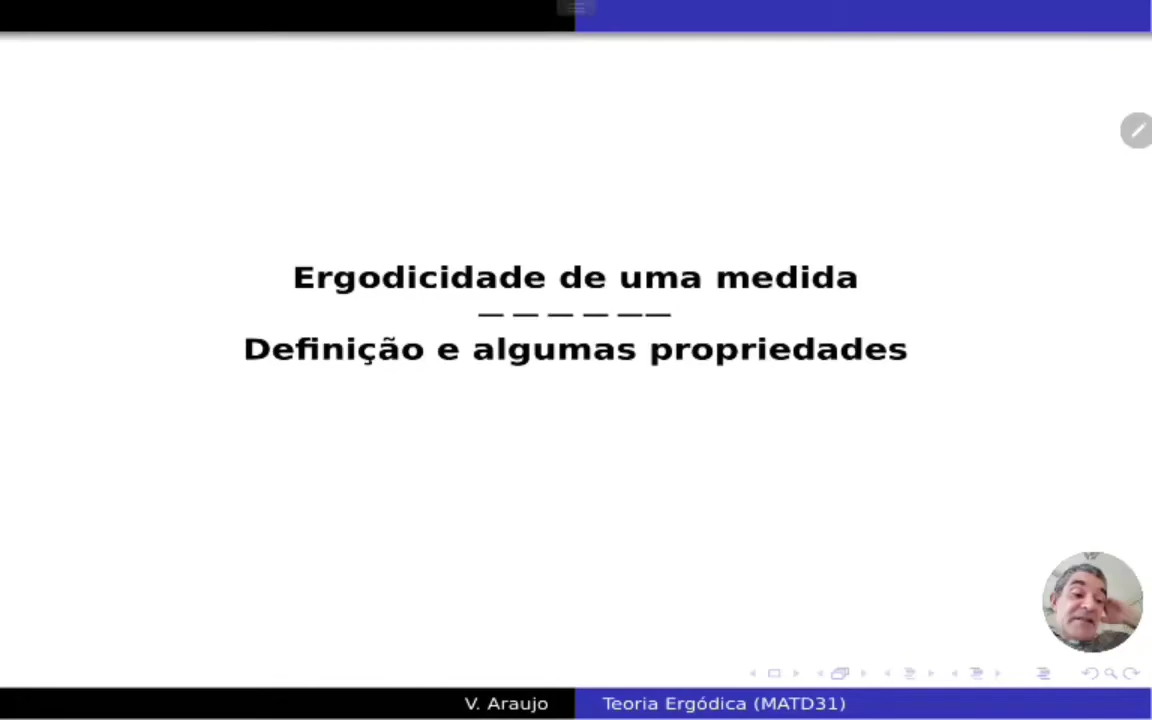 Ergodicidade de uma medida
— — — — ——
Definição e algumas propriedades
V. Araujo
Teoria Ergódica (MATD31)